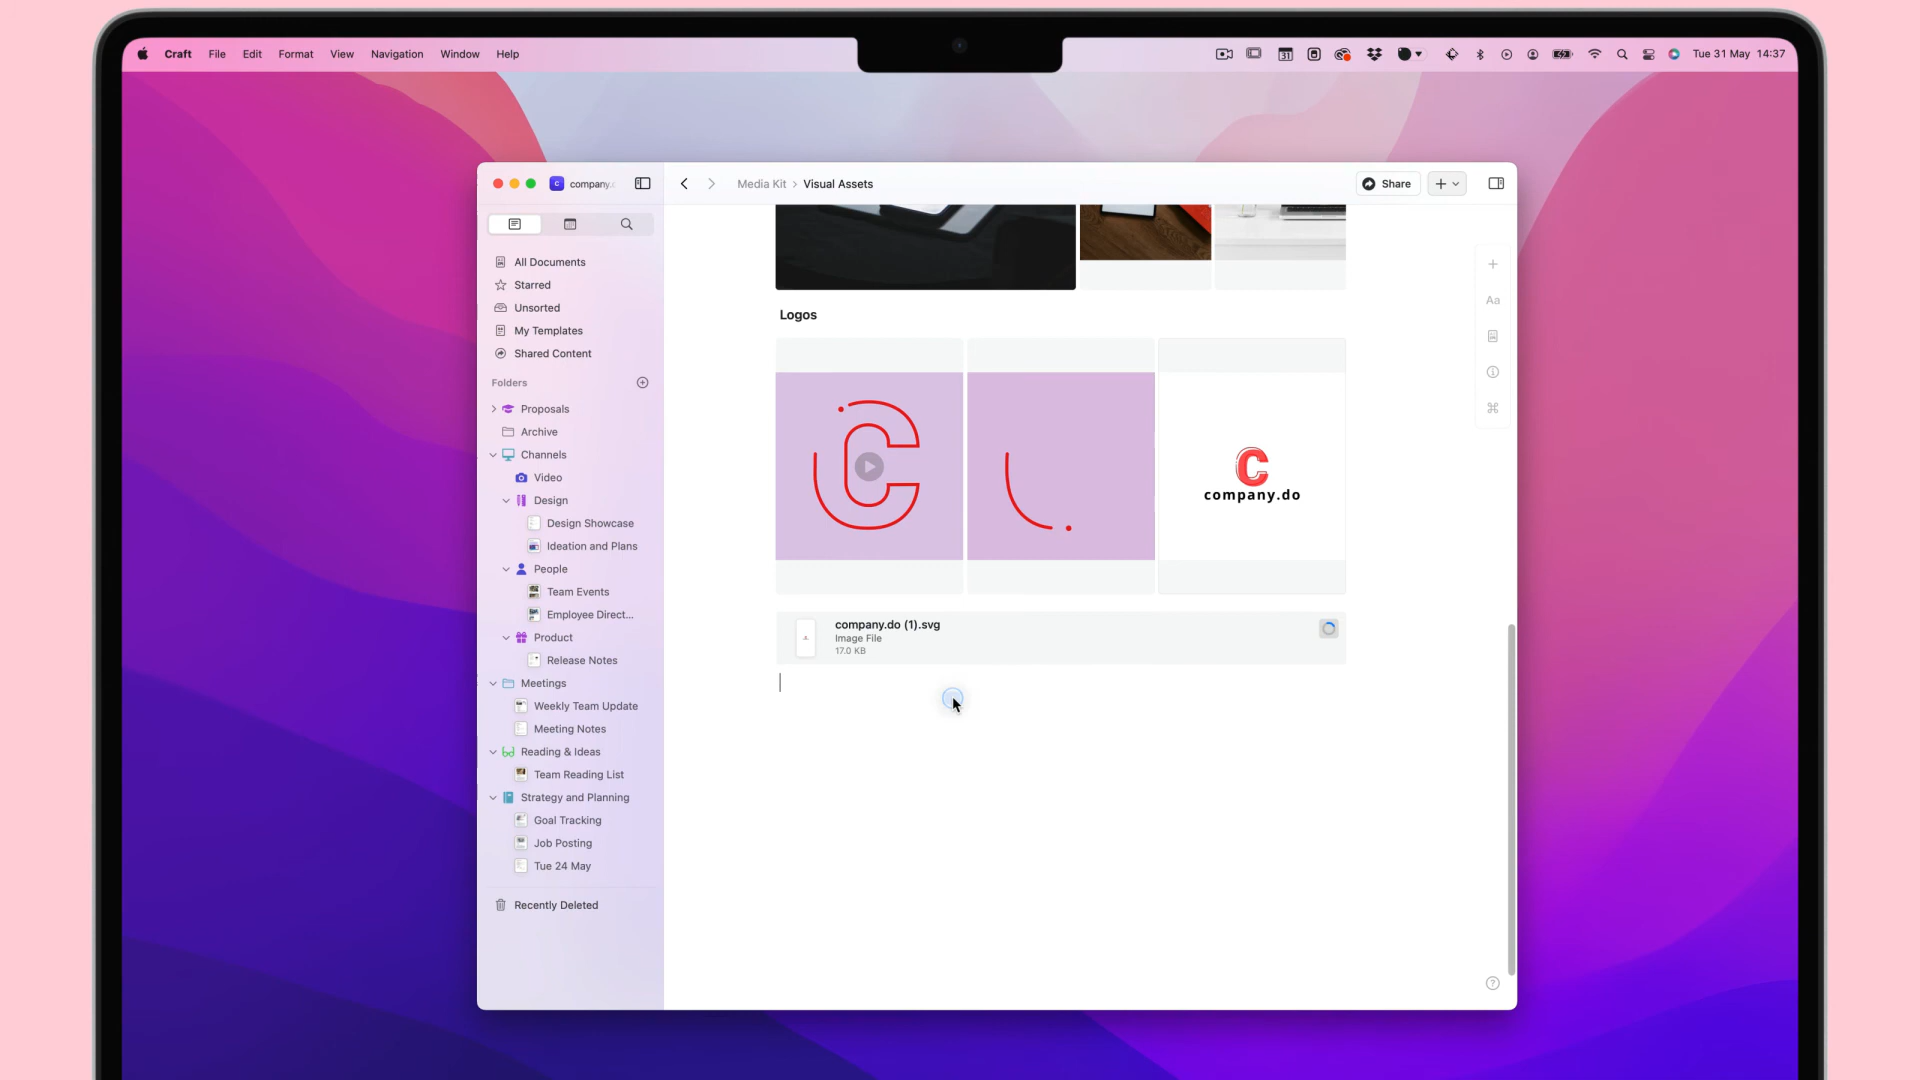 Craft File Edit Format View Navigation Window Help
31
Tue 31 May 14:37
company.
Media Kit › Visual Assets
Share
All Documents
Starred
Unsorted
My Templates
Shared Content
Folders
Proposals
Archive
Channels
Video
Design
Design Showcase
Ideation and Plans
People
Team Events
Employee Direct...
Product
Release Notes
Meetings
Weekly Team Update
Meeting Notes
Reading & Ideas
Team Reading List
Strategy and Planning
Goal Tracking
Job Posting
Tue 24 May
Recently Deleted
Logos
C
C
company.do
company.do (1).svg
Image File
17.0 KB
Aa
?